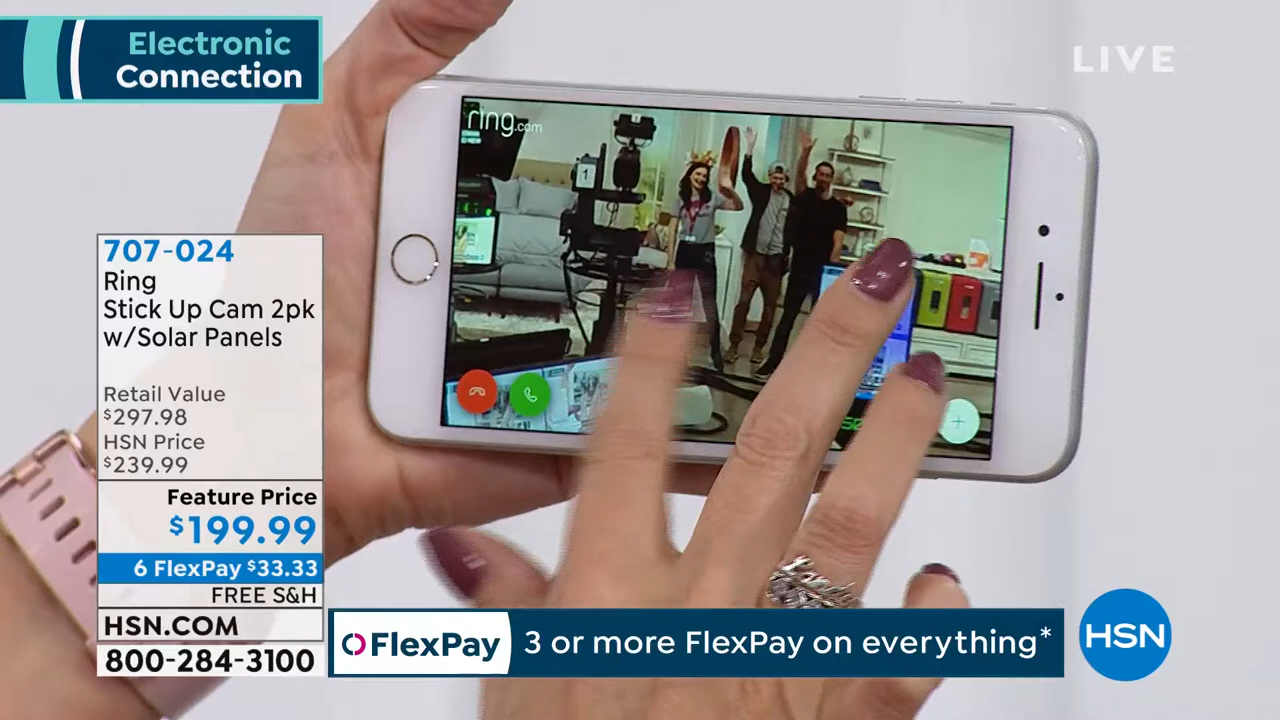 Electronic
Connection
LIVE
ring.com
1
707-024
Ring
Stick Up Cam 2pk
w/Solar Panels
Retail Value
$297.98
HSN Price
$239.99
Feature Price
$199.99
6 FlexPay $33.33
FREE S&H
HSN.COM
800-284-3100
FlexPay
3 or more FlexPay on everything*
HSN